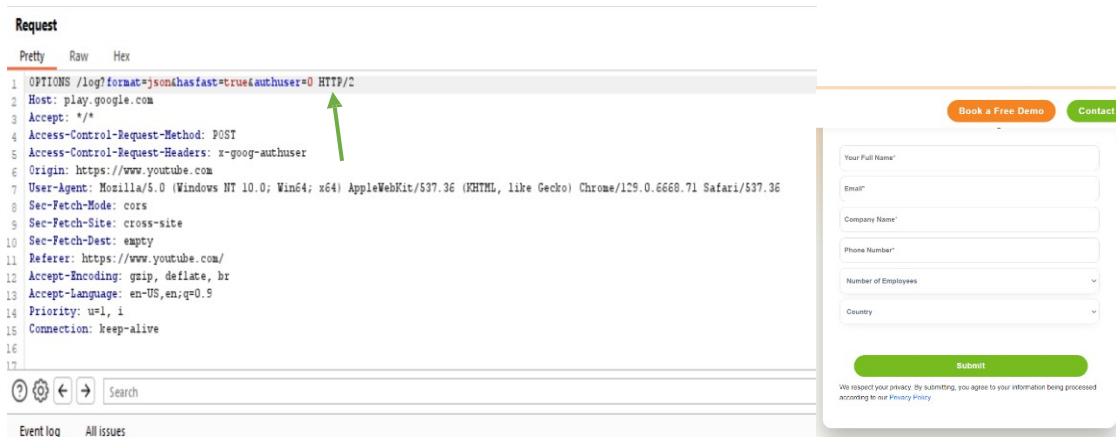 Request
Pretty Raw Hex
1 OPTIONS /log?format=json&hasfast=true&authuser=0 HTTP/2
2 Host: play.google.com
3 Accept: */*
4 Access-Control-Request-Method: POST
5 Access-Control-Request-Headers: x-goog-authuser
6 Origin: https://www.youtube.com
7 User-Agent: Mozilla/5.0 (Windows NT 10.0; Win64; x64) AppleWebKit/537.36 (KHTML, like Gecko) Chrome/129.0.6668.71 Safari/537.36
8 Sec-Fetch-Mode: cors
9 Sec-Fetch-Site: cross-site
10 Sec-Fetch-Dest: empty
11 Referer: https://www.youtube.com/
12 Accept-Encoding: gzip, deflate, br
13 Accept-Language: en-US,en;q=0.9
14 Priority: u=1, i
15 Connection: keep-alive
16
17
Search
Event log All issues
Book a Free Demo Contact
Your Full Name*
Email*
Company Name*
Phone Number*
Number of Employees
Country
Submit
We respect your privacy. By submitting, you agree to your information being processed
according to our Privacy Policy